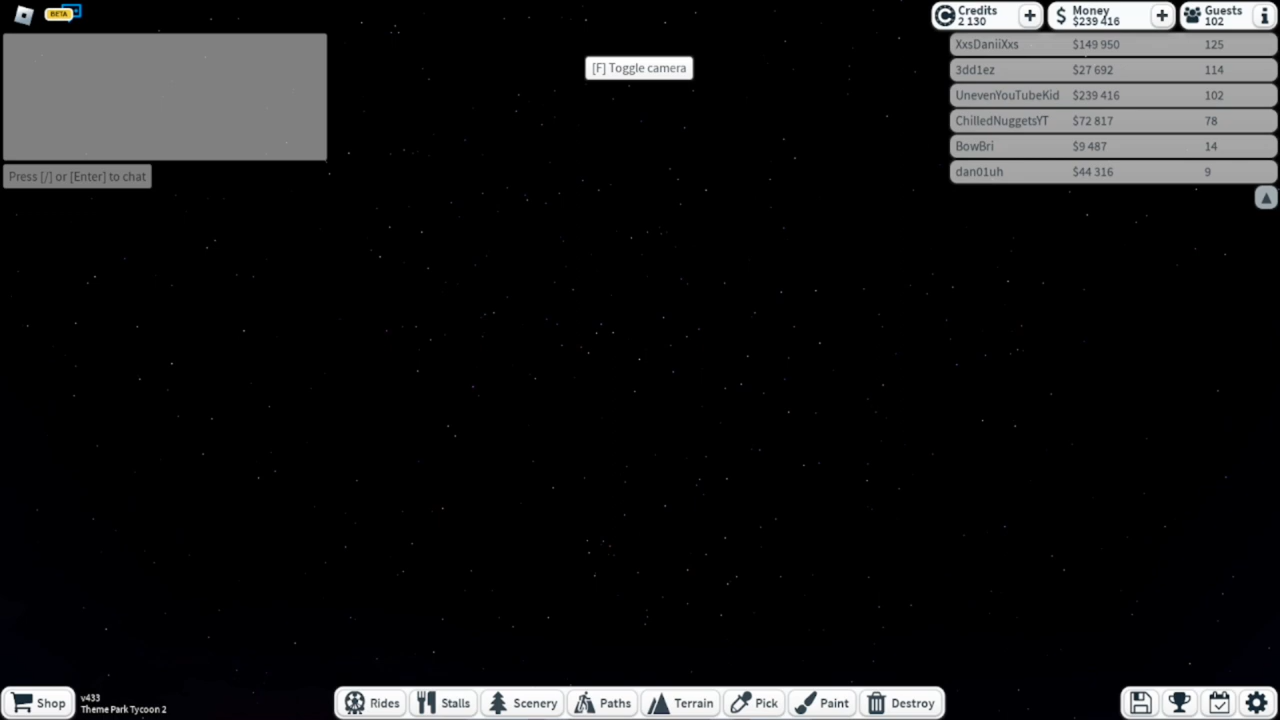 BETA
Credits
2 130
Money
$239 416
Guests
102
XxsDaniiXxs $149 950 125
[F] Toggle camera
3dd1ez $27 692 114
UnevenYouTubeKid $239 416 102
ChilledNuggetsYT $72 817 78
BowBri $9 487 14
Press [/] or [Enter] to chat
dan01uh $44 316 9
Shop
v433
Theme Park Tycoon 2
Rides Stalls Scenery Paths Terrain Pick Paint Destroy